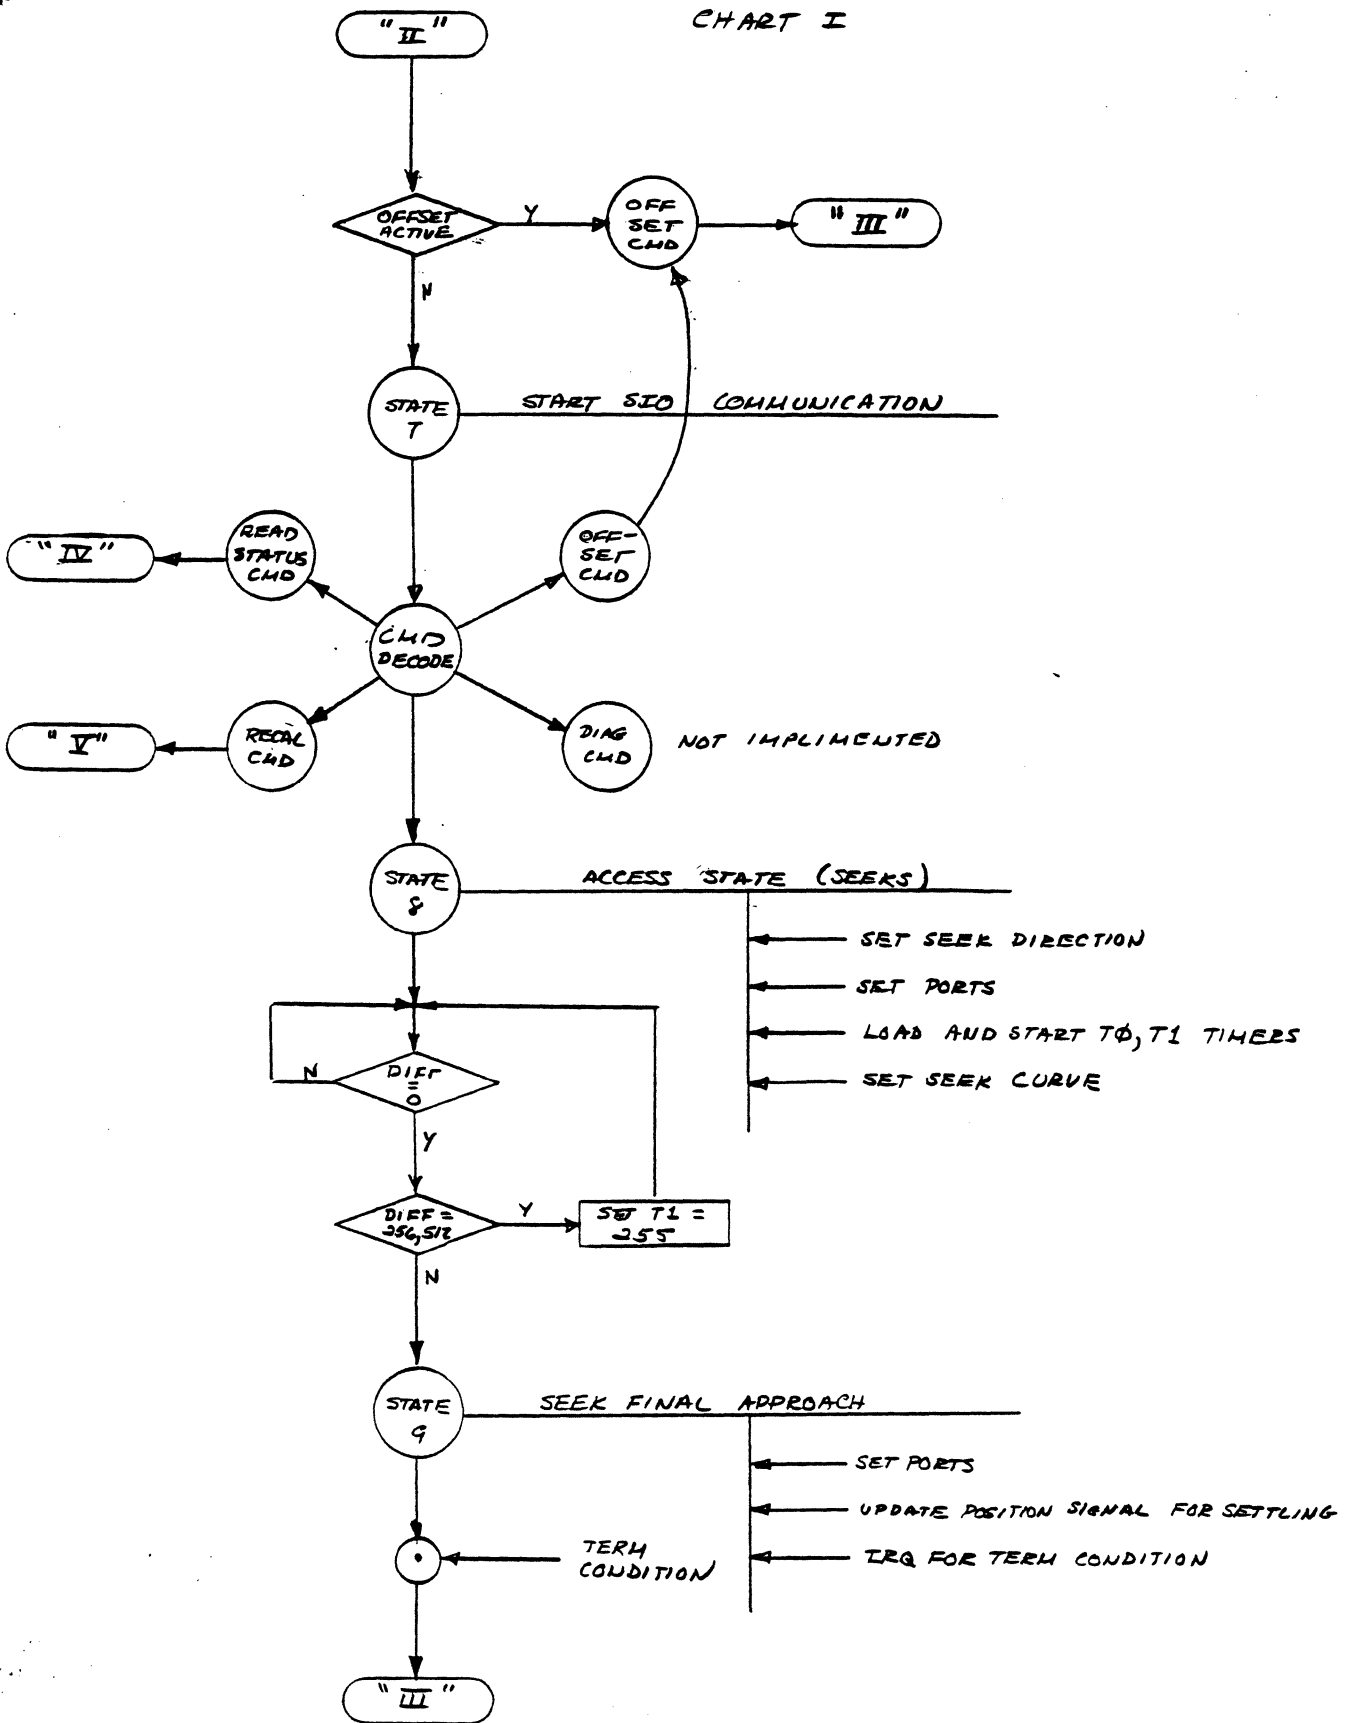 CHART I
"II"
OFFSET
ACTIVE
Y
OFF
SET
CMD
"III"
N
STATE
7
START SIO COMMUNICATION
READ
STATUS
CMD
"IV"
OFF-
SET
CMD
CMD
DECODE
"V"
RECAL
CMD
DIAG
CMD
NOT IMPLIMENTED
STATE
8
ACCESS STATE (SEEKS)
SET SEEK DIRECTION
SET PORTS
LOAD AND START TØ, T1 TIMERS
SET SEEK CURVE
N
DIFF
=
0
Y
DIFF =
256,512
Y
SET T1 =
255
N
STATE
9
SEEK FINAL APPROACH
SET PORTS
UPDATE POSITION SIGNAL FOR SETTLING
IRQ FOR TERM CONDITION
TERM
CONDITION
"III"